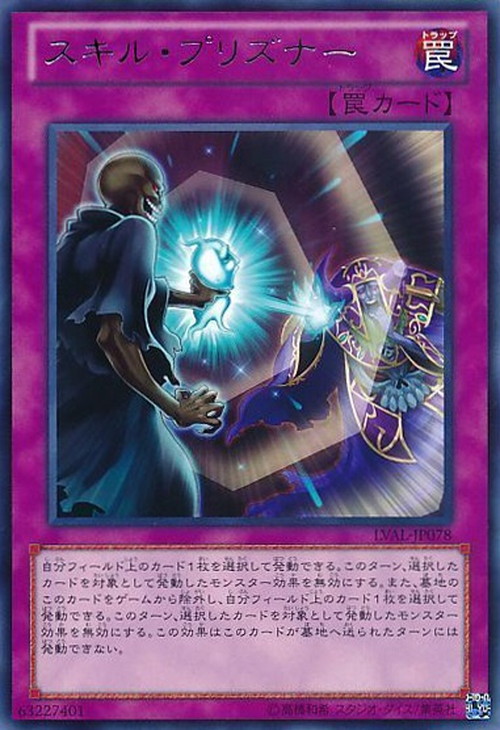 スキル・プリズナー
トラップ
罠
【罠カード】
LVAL-JP078
自分フィールド上のカード1枚を選択して発動できる。このターン、選択した
カードを対象として発動したモンスター効果を無効にする。また、墓地の
このカードをゲームから除外し、自分フィールド上のカード1枚を選択して
発動できる。このターン、選択したカードを対象として発動したモンスター
効果を無効にする。この効果はこのカードが墓地へ送られたターンには
発動できない。
63227401
©高橋和希 スタジオ・ダイス/集英社